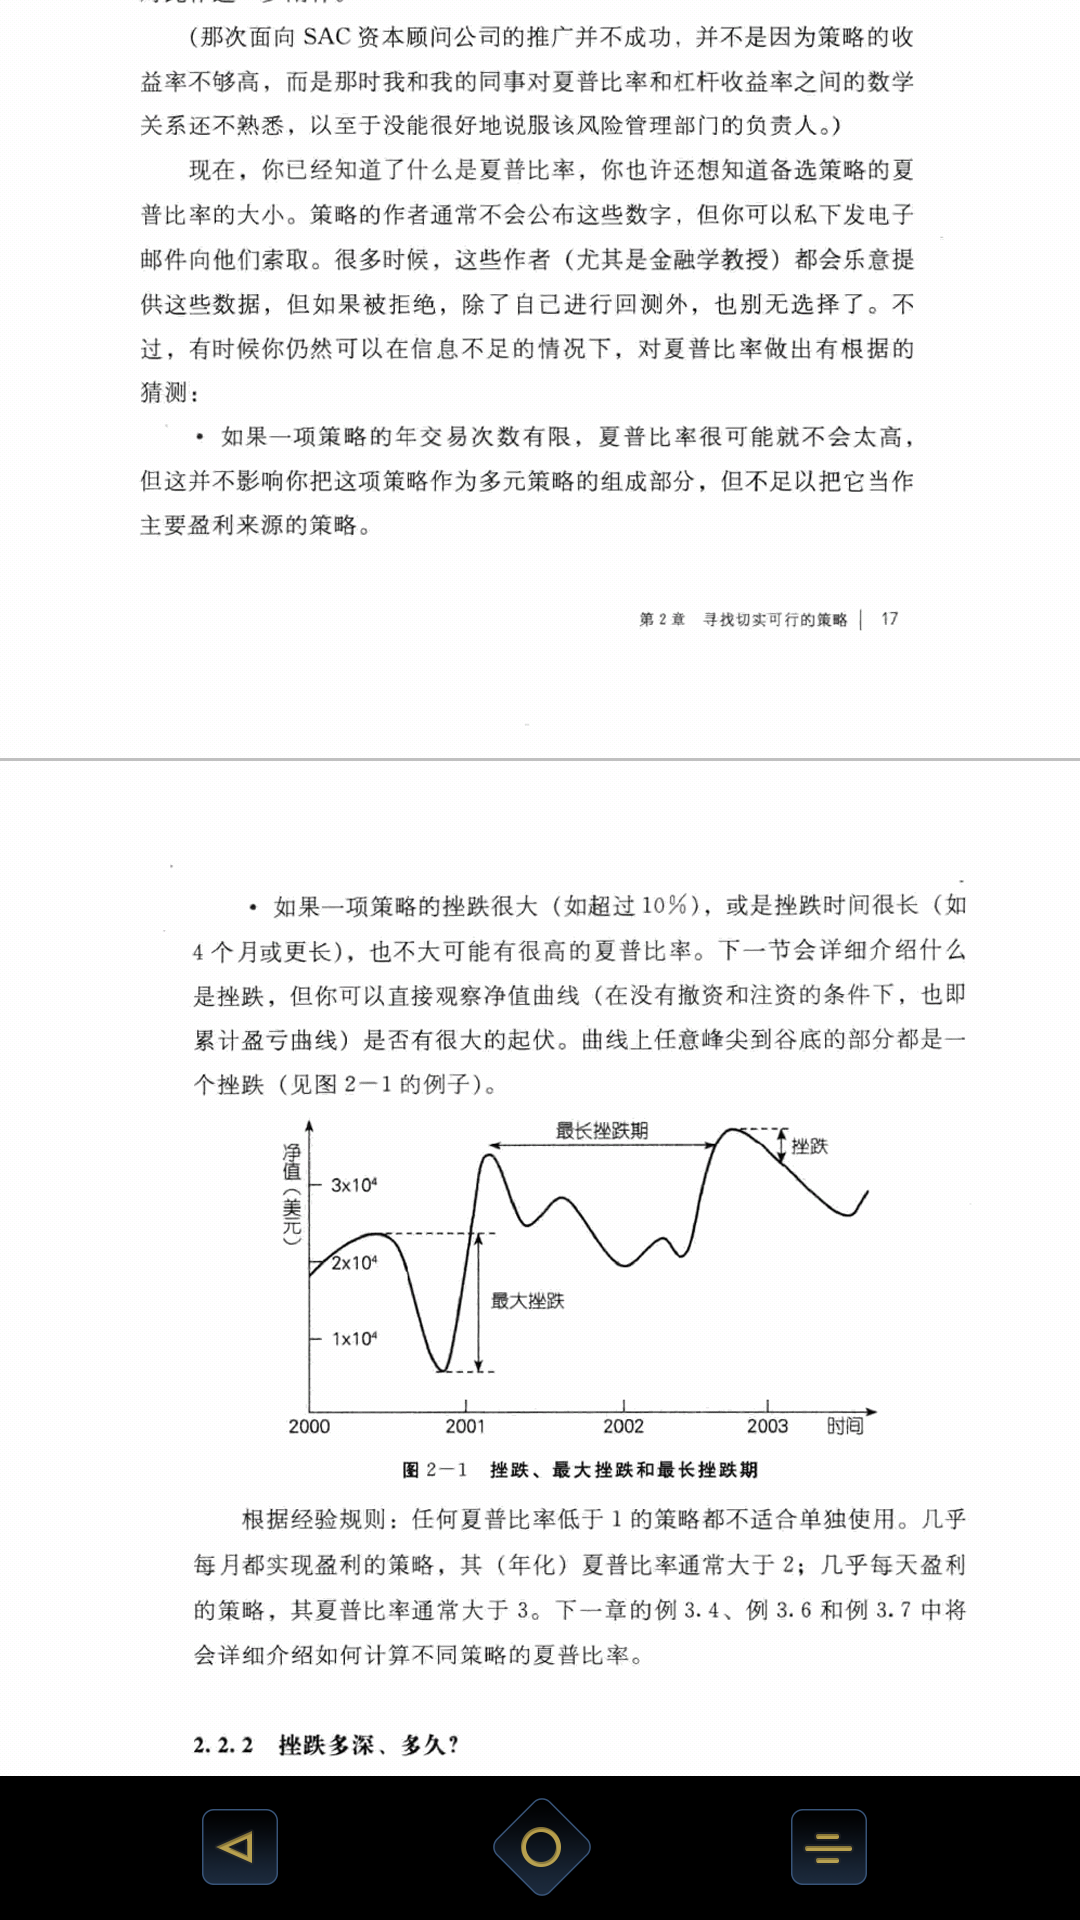 （那次面向 SAC 资本顾问公司的推广并不成功，并不是因为策略的收
益率不够高，而是那时我和我的同事对夏普比率和杠杆收益率之间的数学
关系还不熟悉，以至于没能很好地说服该风险管理部门的负责人。）
现在，你已经知道了什么是夏普比率，你也许还想知道备选策略的夏
普比率的大小。策略的作者通常不会公布这些数字，但你可以私下发电子
邮件向他们索取。很多时候，这些作者（尤其是金融学教授）都会乐意提
供这些数据，但如果被拒绝，除了自己进行回测外，也别无选择了。不
过，有时候你仍然可以在信息不足的情况下，对夏普比率做出有根据的
猜测：
• 如果一项策略的年交易次数有限，夏普比率很可能就不会太高，
但这并不影响你把这项策略作为多元策略的组成部分，但不足以把它当作
主要盈利来源的策略。
第 2 章 寻找切实可行的策略 | 17
• 如果一项策略的挫跌很大（如超过 10%），或是挫跌时间很长（如
4 个月或更长），也不大可能有很高的夏普比率。下一节会详细介绍什么
是挫跌，但你可以直接观察净值曲线（在没有撤资和注资的条件下，也即
累计盈亏曲线）是否有很大的起伏。曲线上任意峰尖到谷底的部分都是一
个挫跌（见图 2－1 的例子）。
净值（美元）
最长挫跌期
挫跌
3x10⁴
2x10⁴
最大挫跌
1x10⁴
2000 2001 2002 2003 时间
图 2－1 挫跌、最大挫跌和最长挫跌期
根据经验规则：任何夏普比率低于 1 的策略都不适合单独使用。几乎
每月都实现盈利的策略，其（年化）夏普比率通常大于 2；几乎每天盈利
的策略，其夏普比率通常大于 3。下一章的例 3.4、例 3.6 和例 3.7 中将
会详细介绍如何计算不同策略的夏普比率。
2.2.2 挫跌多深、多久？